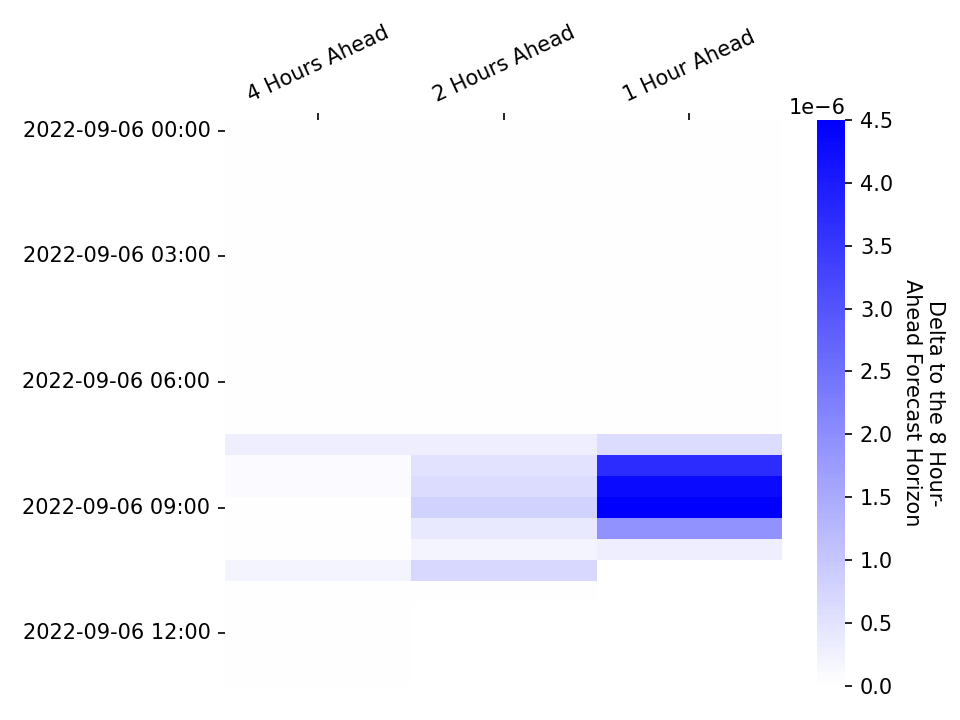 4 Hours Ahead
2 Hours Ahead
1 Hour Ahead
2022-09-06 00:00
2022-09-06 03:00
2022-09-06 06:00
2022-09-06 09:00
2022-09-06 12:00
1e−6
4.5
4.0
3.5
3.0
2.5
2.0
1.5
1.0
0.5
0.0
Delta to the 8 Hour-
Ahead Forecast Horizon